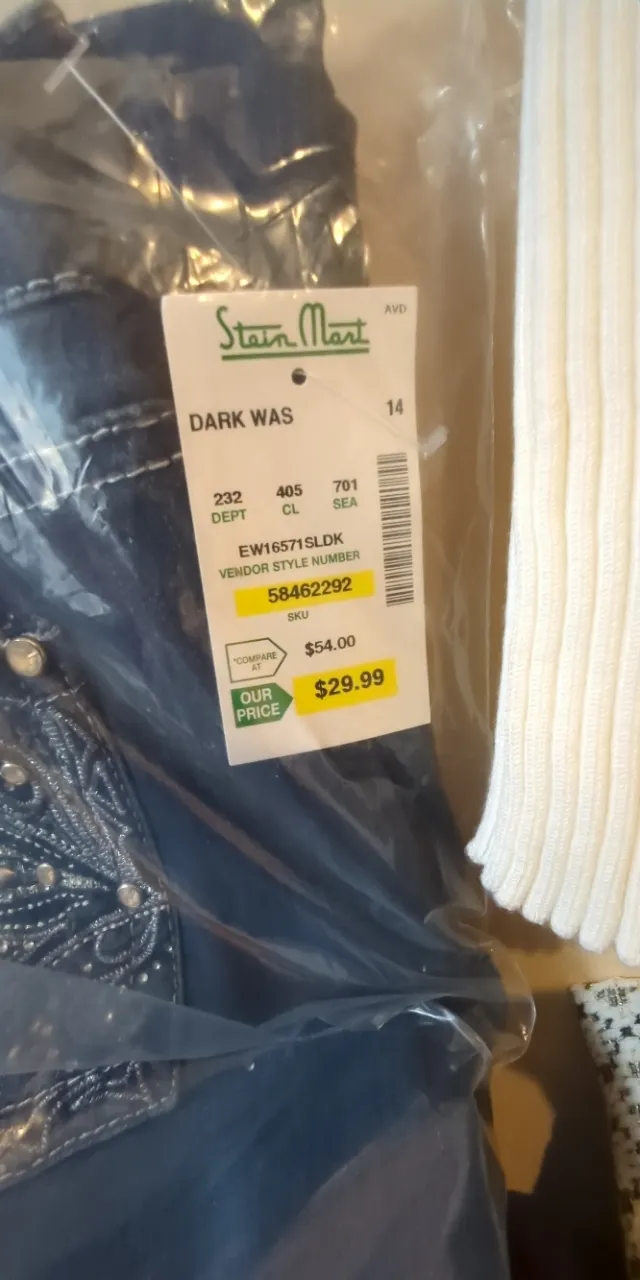 Stein Mart
AVD
DARK WAS
14
232 405 701
DEPT CL SEA
EW16571SLDK
VENDOR STYLE NUMBER
58462292
SKU
*COMPARE
AT
$54.00
OUR
PRICE
$29.99